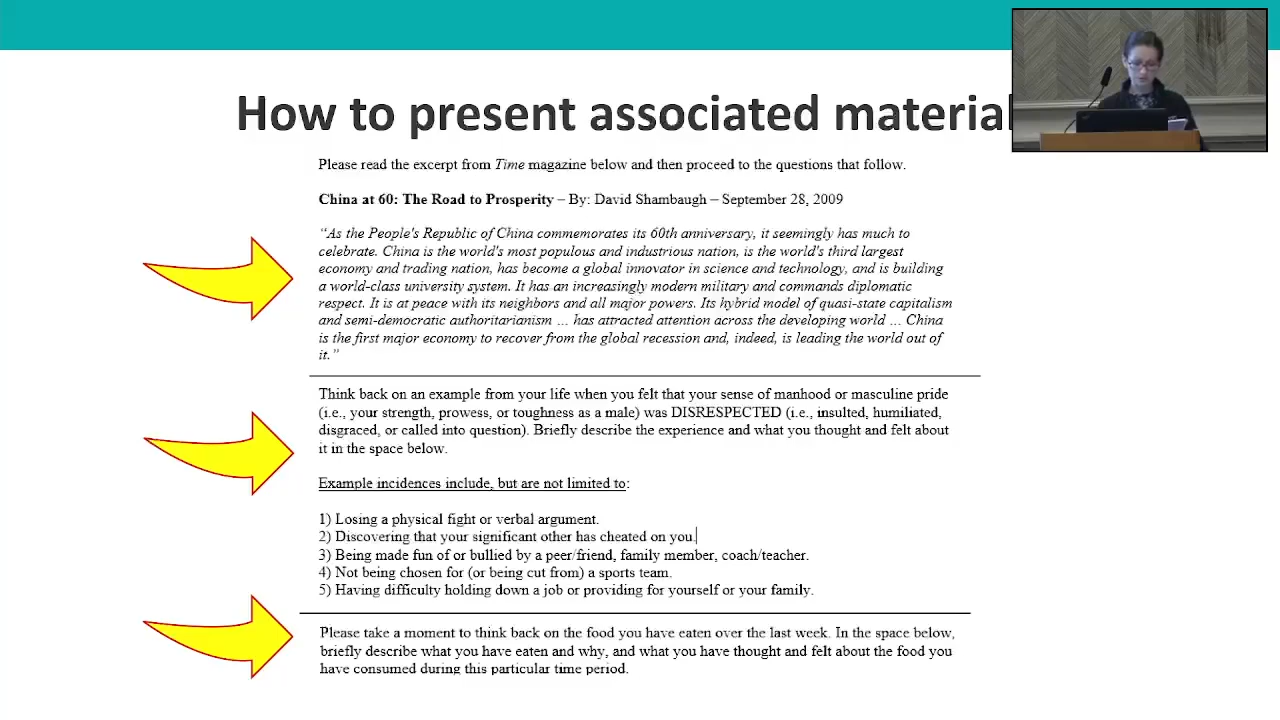 How to present associated material
Please read the excerpt from Time magazine below and then proceed to the questions that follow.
China at 60: The Road to Prosperity – By: David Shambaugh – September 28, 2009
“As the People's Republic of China commemorates its 60th anniversary, it seemingly has much to
celebrate. China is the world's most populous and industrious nation, is the world's third largest
economy and trading nation, has become a global innovator in science and technology, and is building
a world-class university system. It has an increasingly modern military and commands diplomatic
respect. It is at peace with its neighbors and all major powers. Its hybrid model of quasi-state capitalism
and semi-democratic authoritarianism ... has attracted attention across the developing world ... China
is the first major economy to recover from the global recession and, indeed, is leading the world out of
it.”
Think back on an example from your life when you felt that your sense of manhood or masculine pride
(i.e., your strength, prowess, or toughness as a male) was DISRESPECTED (i.e., insulted, humiliated,
disgraced, or called into question). Briefly describe the experience and what you thought and felt about
it in the space below.
Example incidences include, but are not limited to:
1) Losing a physical fight or verbal argument.
2) Discovering that your significant other has cheated on you.
3) Being made fun of or bullied by a peer/friend, family member, coach/teacher.
4) Not being chosen for (or being cut from) a sports team.
5) Having difficulty holding down a job or providing for yourself or your family.
Please take a moment to think back on the food you have eaten over the last week. In the space below,
briefly describe what you have eaten and why, and what you have thought and felt about the food you
have consumed during this particular time period.